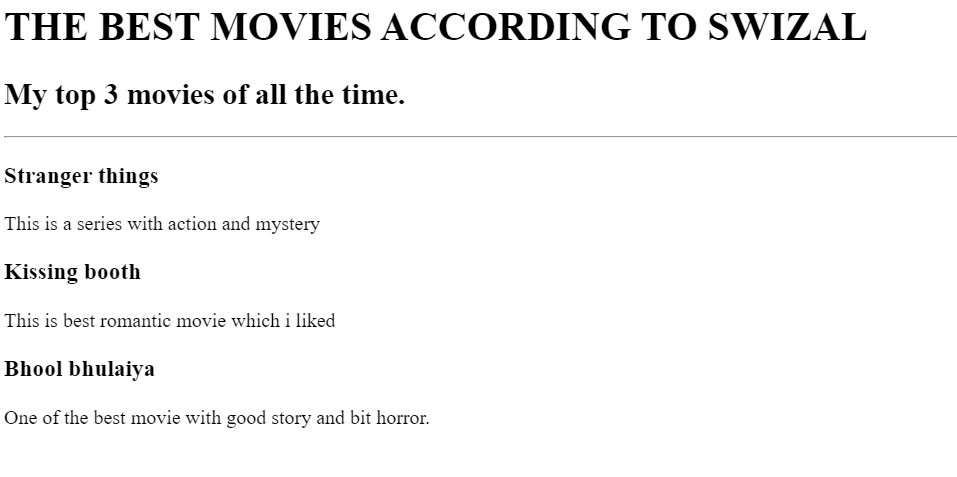 THE BEST MOVIES ACCORDING TO SWIZAL
My top 3 movies of all the time.
Stranger things
This is a series with action and mystery
Kissing booth
This is best romantic movie which i liked
Bhool bhulaiya
One of the best movie with good story and bit horror.